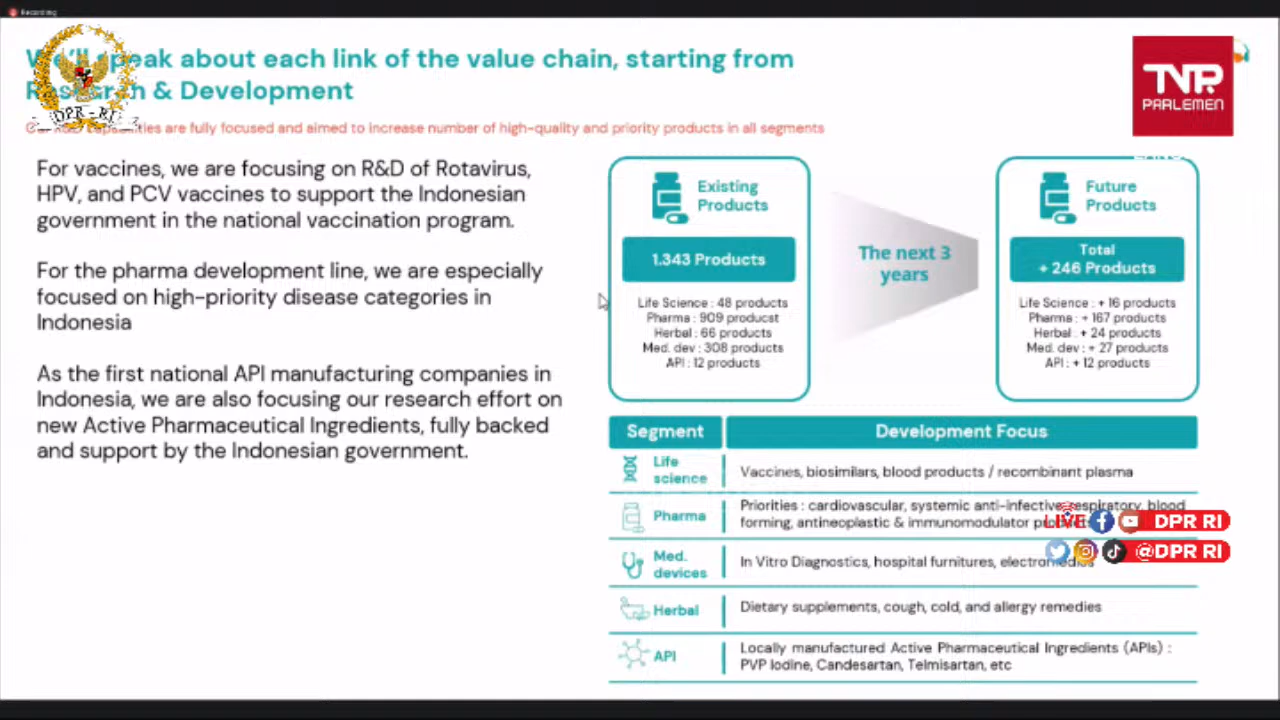 Recording
We'll speak about each link of the value chain, starting from
Research & Development
DPR - RI
are fully focused and aimed to increase number of high-quality and priority products in all segments
TVR
PARLEMEN
For vaccines, we are focusing on R&D of Rotavirus,
HPV, and PCV vaccines to support the Indonesian
government in the national vaccination program.
For the pharma development line, we are especially
focused on high-priority disease categories in
Indonesia
As the first national API manufacturing companies in
Indonesia, we are also focusing our research effort on
new Active Pharmaceutical Ingredients, fully backed
and support by the Indonesian government.
Existing
Products
1.343 Products
Life Science : 48 products
Pharma : 909 producst
Herbal : 66 products
Med. dev : 308 products
API : 12 products
The next 3
years
Future
Products
Total
+ 246 Products
Life Science : + 16 products
Pharma : + 167 products
Herbal : + 24 products
Med. dev : + 27 products
API : + 12 products
Segment
Development Focus
Life
science
Vaccines, biosimilars, blood products / recombinant plasma
Pharma
Priorities : cardiovascular, systemic anti-infective, respiratory, blood
forming, antineoplastic & immunomodulator
Med.
devices
In Vitro Diagnostics, hospital furnitures, electromedics
Herbal
Dietary supplements, cough, cold, and allergy remedies
API
Locally manufactured Active Pharmaceutical Ingredients (APIs) :
PVP Iodine, Candesartan, Telmisartan, etc
LIVE DPR RI
@DPR RI